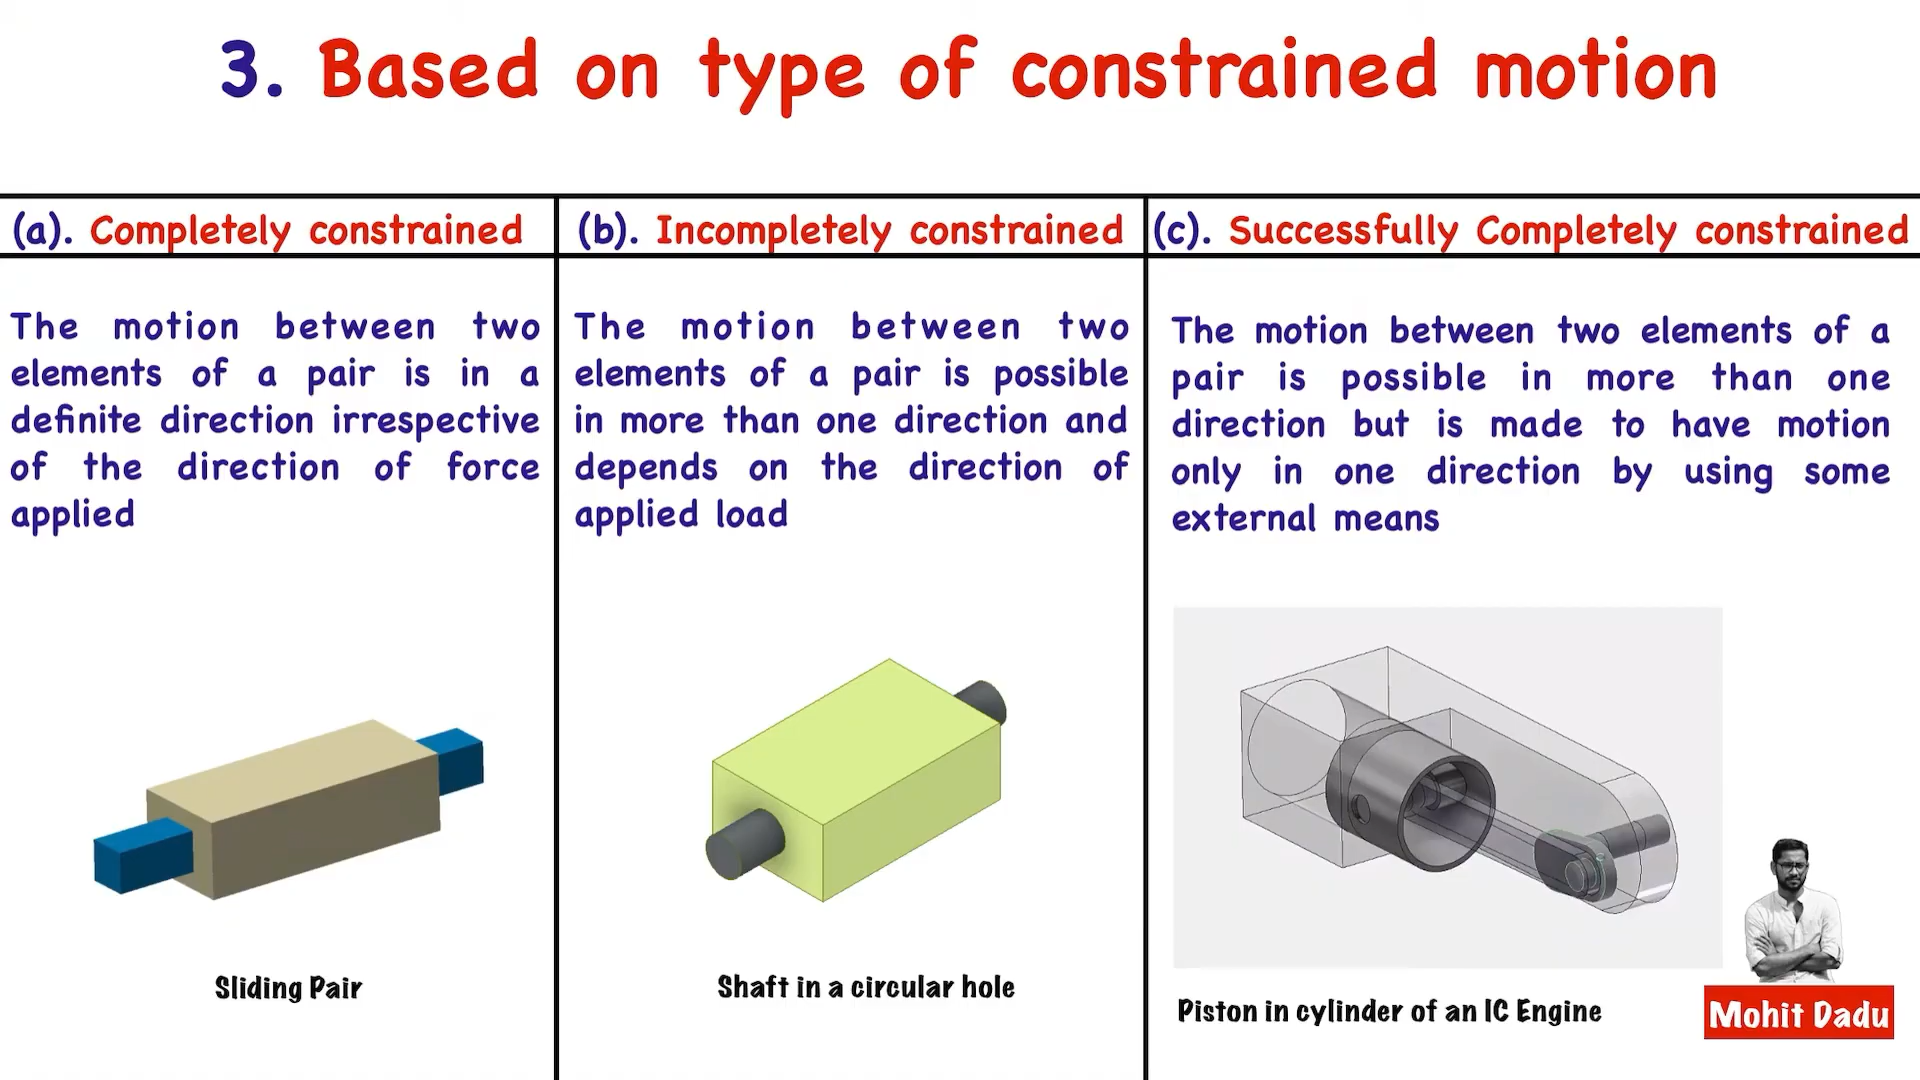 3. Based on type of constrained motion
(a). Completely constrained
The motion between two
elements of a pair is in a
definite direction irrespective
of the direction of force
applied
Sliding Pair
(b). Incompletely constrained
The motion between two
elements of a pair is possible
in more than one direction and
depends on the direction of
applied load
Shaft in a circular hole
(c). Successfully Completely constrained
The motion between two elements of a
pair is possible in more than one
direction but is made to have motion
only in one direction by using some
external means
Piston in cylinder of an IC Engine
Mohit Dadu